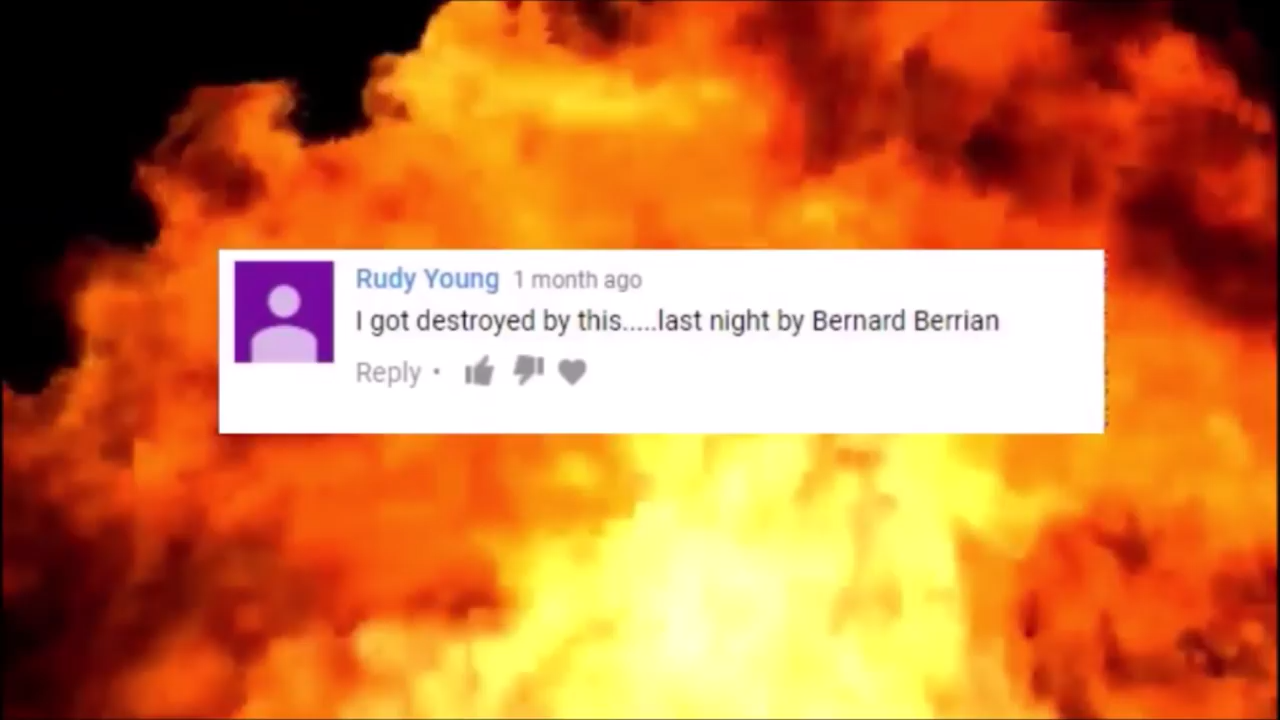 Rudy Young 1 month ago
I got destroyed by this.....last night by Bernard Berrian
Reply •